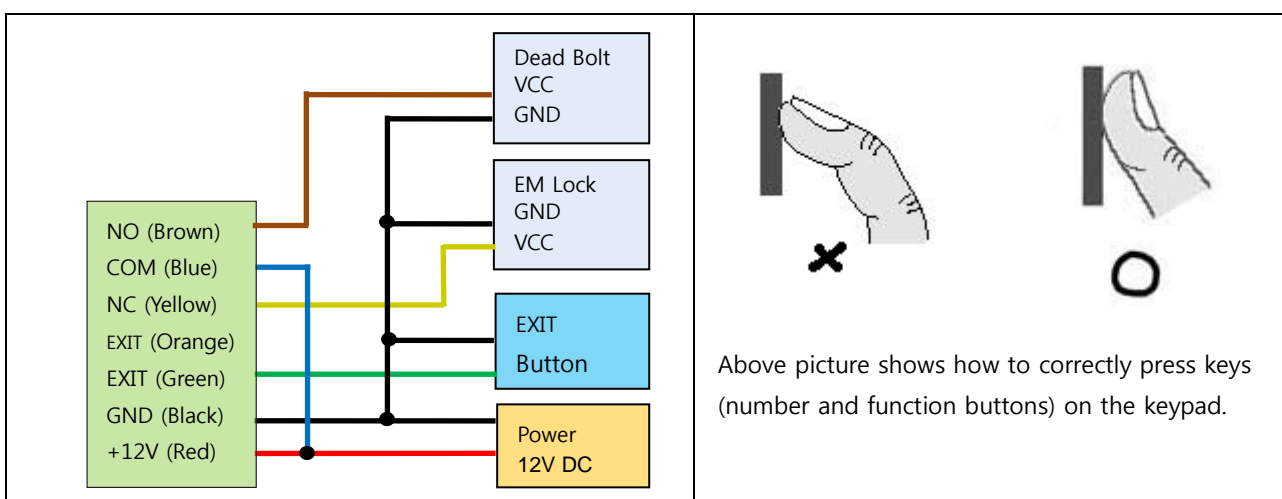 NO (Brown)
COM (Blue)
NC (Yellow)
EXIT (Orange)
EXIT (Green)
GND (Black)
+12V (Red)
Dead Bolt
VCC
GND
EM Lock
GND
VCC
EXIT
Button
Power
12V DC
Above picture shows how to correctly press keys
(number and function buttons) on the keypad.